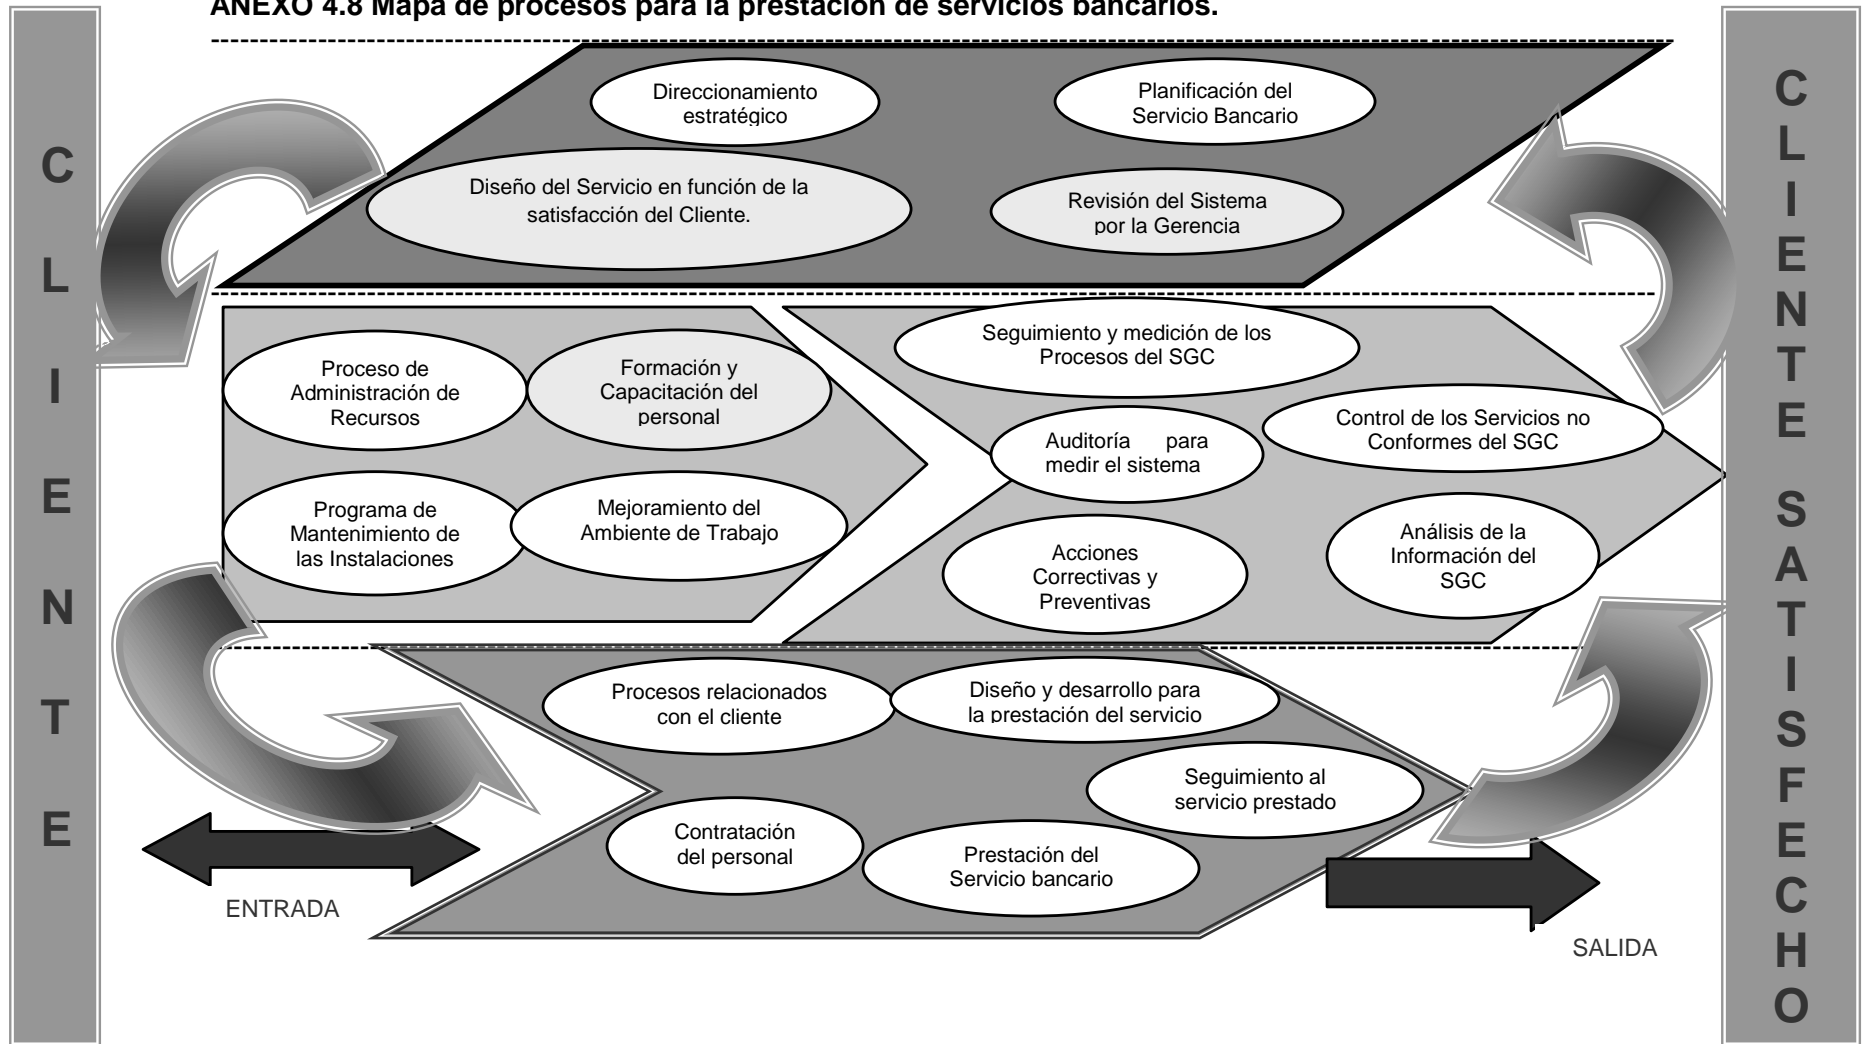 ANEXO 4.8 Mapa de procesos para la prestación de servicios bancarios.
CLIENTE
Direccionamiento
estratégico
Planificación del
Servicio Bancario
Diseño del Servicio en función de la
satisfacción del Cliente.
Revisión del Sistema
por la Gerencia
Proceso de
Administración de
Recursos
Formación y
Capacitación del
personal
Programa de
Mantenimiento de
las Instalaciones
Mejoramiento del
Ambiente de Trabajo
Seguimiento y medición de los
Procesos del SGC
Auditoría para
medir el sistema
Control de los Servicios no
Conformes del SGC
Acciones
Correctivas y
Preventivas
Análisis de la
Información del
SGC
Procesos relacionados
con el cliente
Diseño y desarrollo para
la prestación del servicio
Seguimiento al
servicio prestado
Contratación
del personal
Prestación del
Servicio bancario
ENTRADA
SALIDA
CLIENTE SATISFECHO